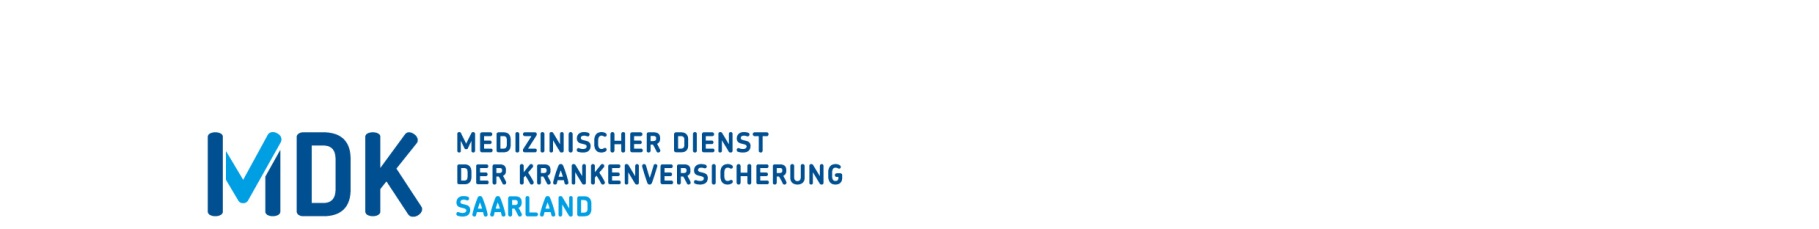 MDK
MEDIZINISCHER DIENST
DER KRANKENVERSICHERUNG
SAARLAND